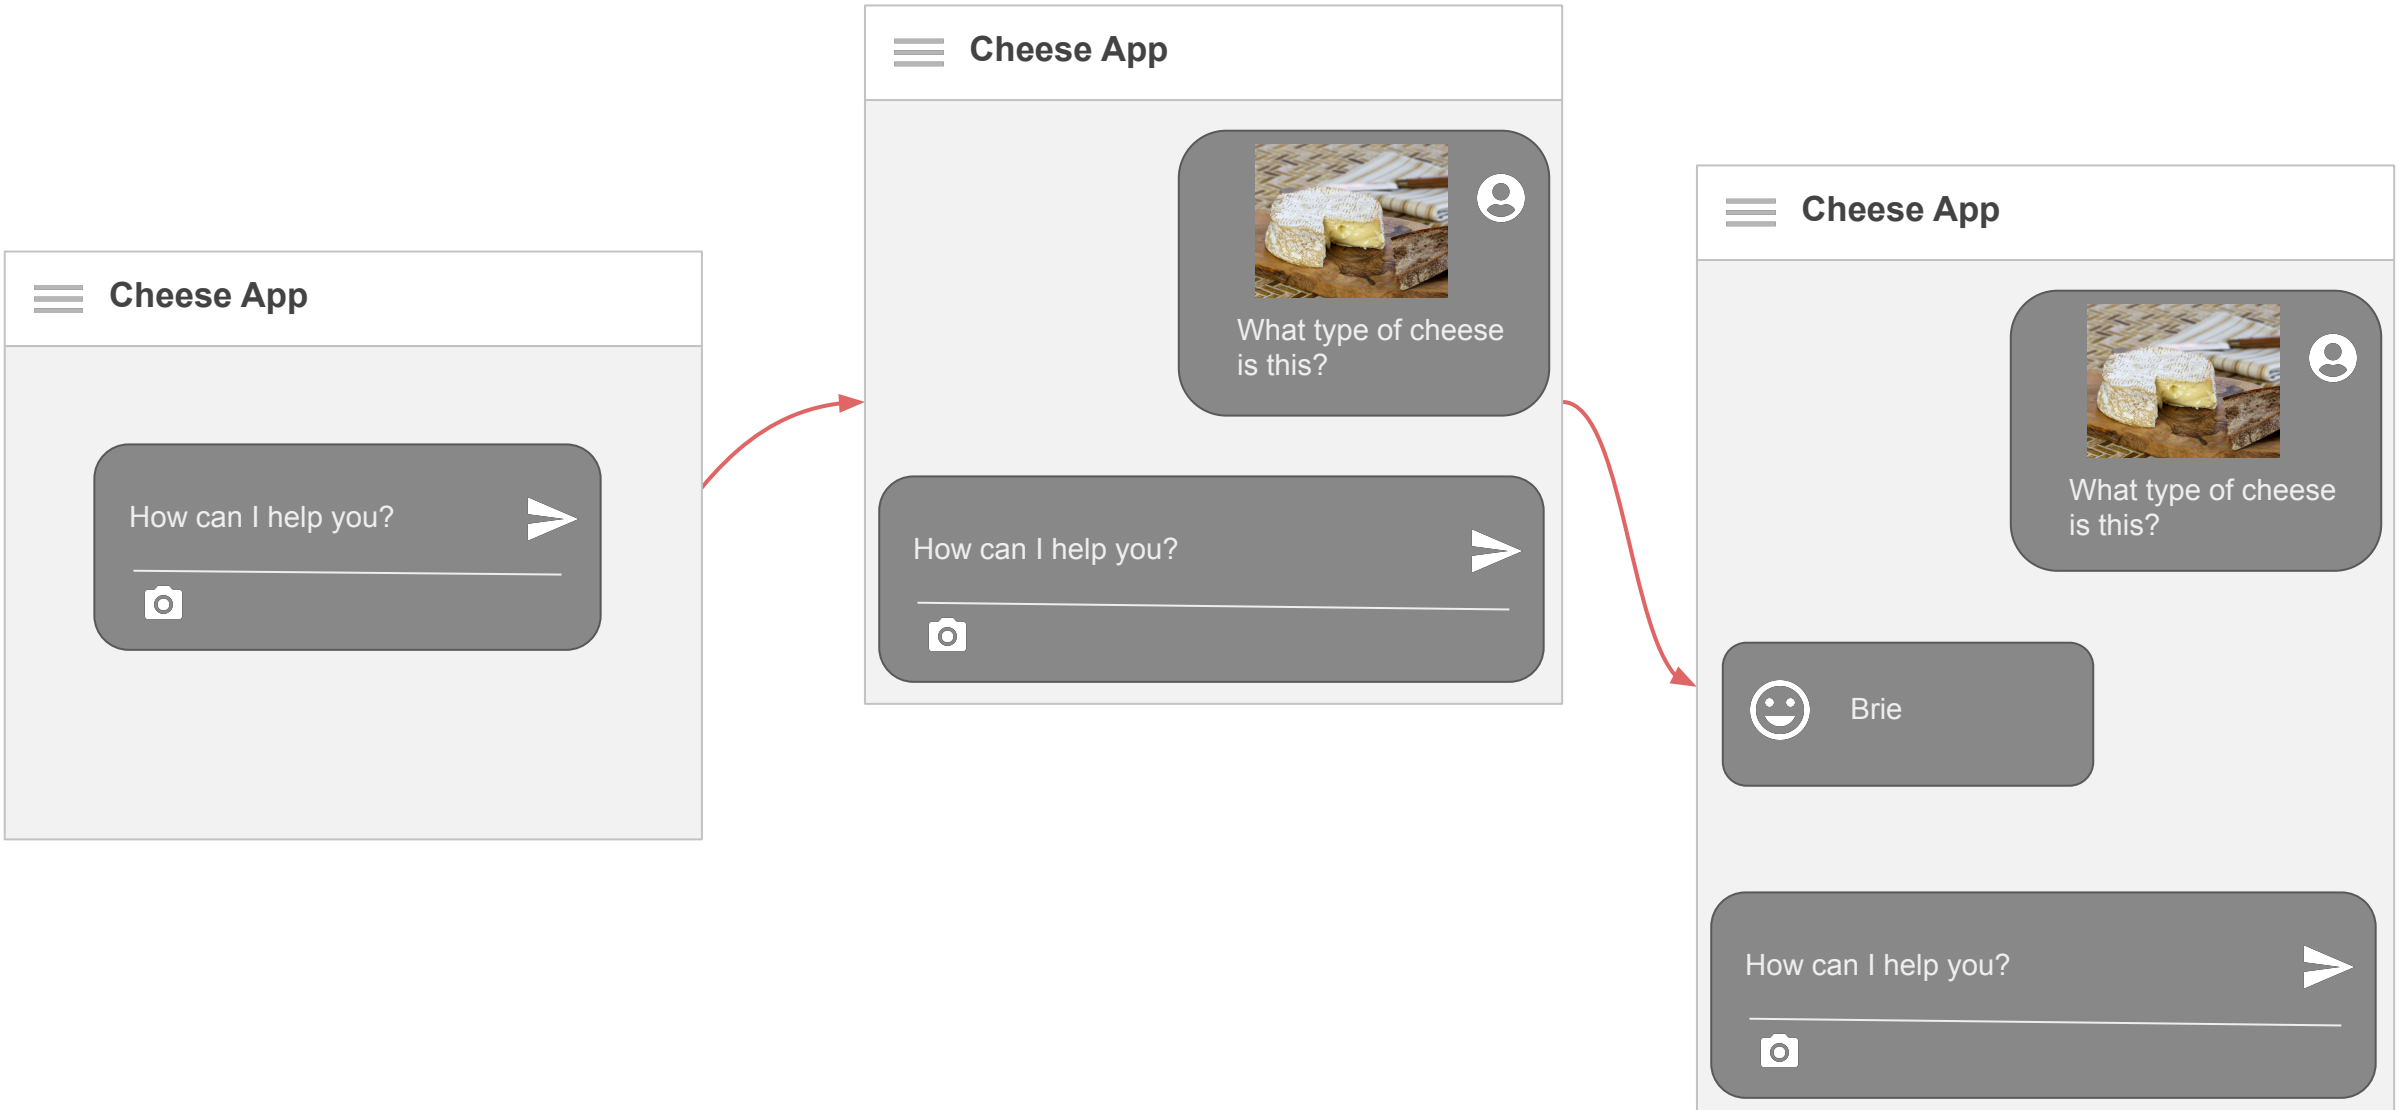 Cheese App
How can I help you?
Cheese App
What type of cheese
is this?
How can I help you?
Cheese App
What type of cheese
is this?
Brie
How can I help you?